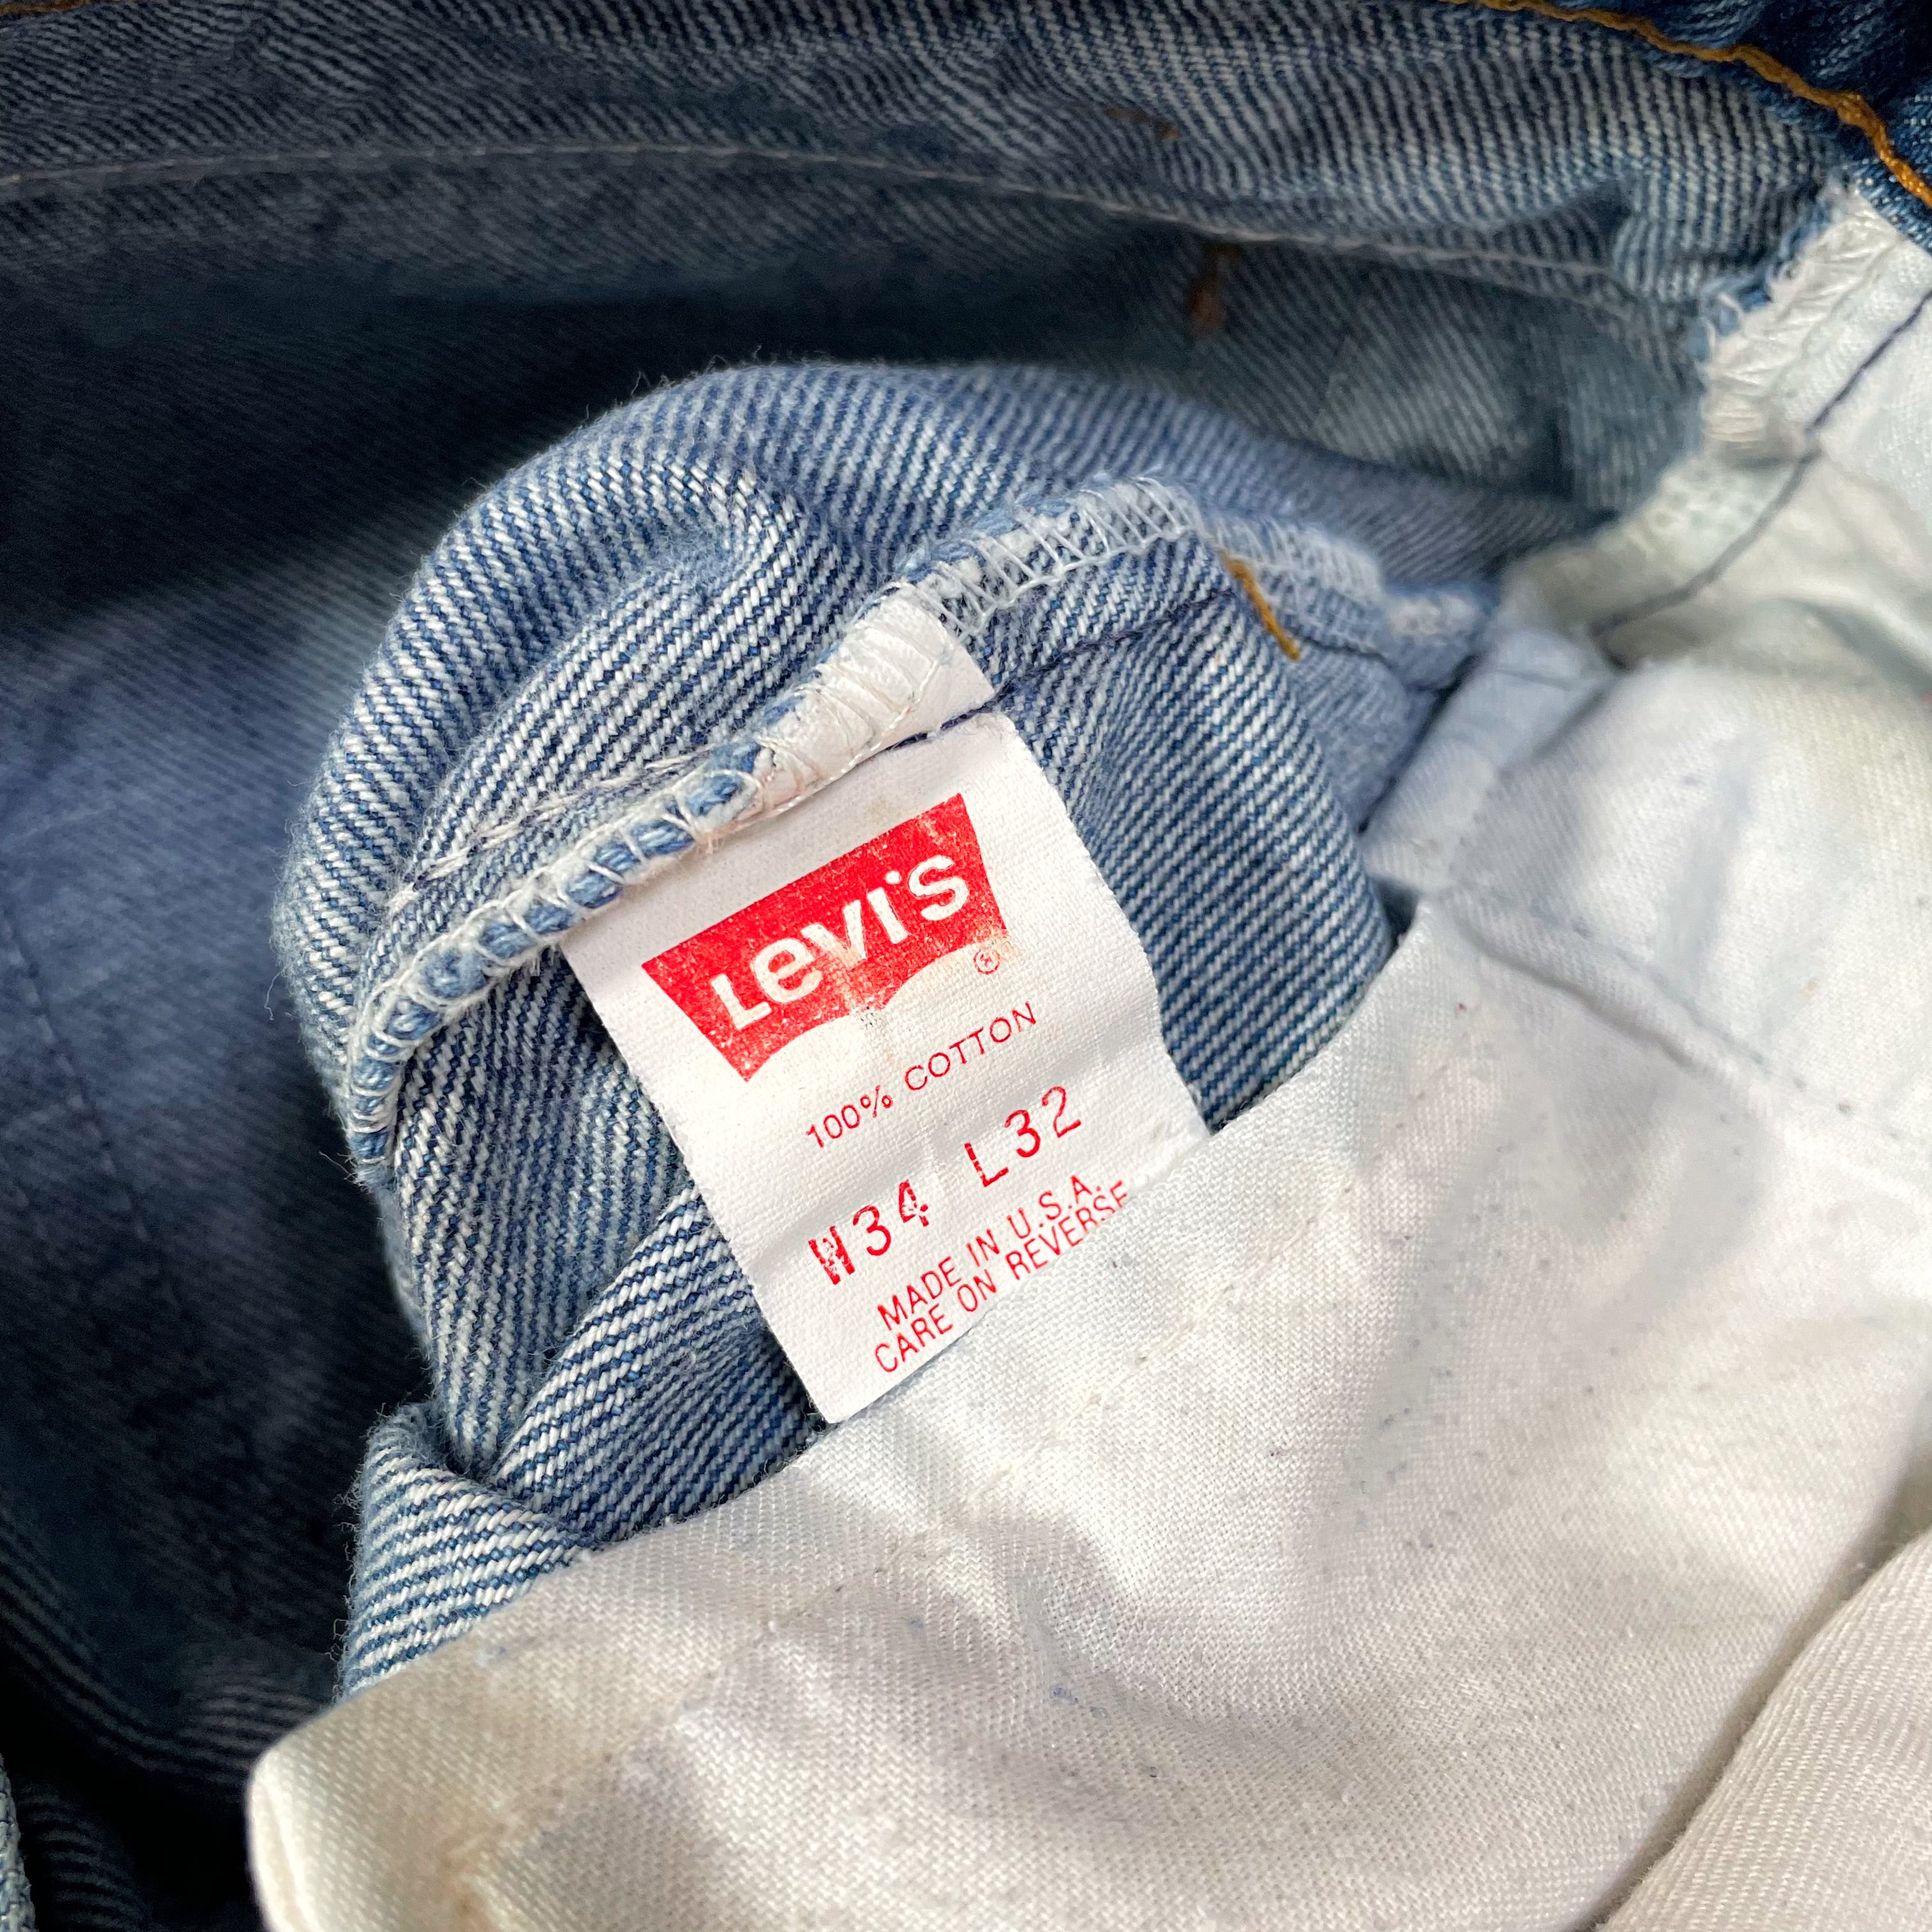 Levi's ®
100% COTTON
W34 L32
MADE IN U.S.A.
CARE ON REVERSE